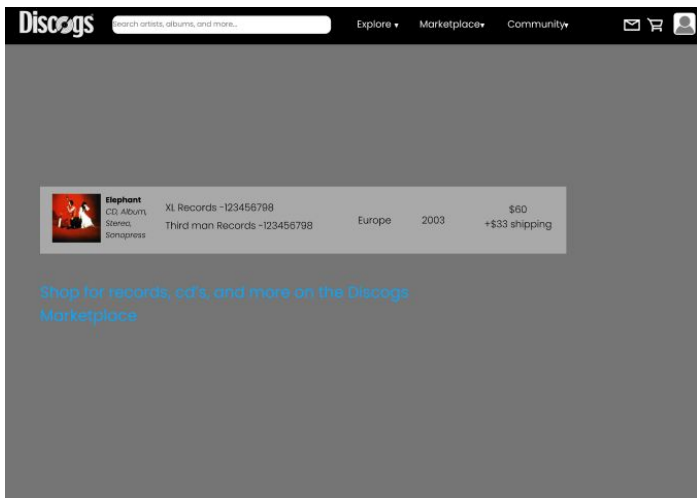 Discogs
Search artists, albums, and more...
Explore
Marketplace
Community
Elephant
CD, Album,
Stereo,
Sonopress
XL Records -123456798
Third man Records -123456798
Europe
2003
$60
+$33 shipping
Shop for records, cd's, and more on the Discogs
Marketplace